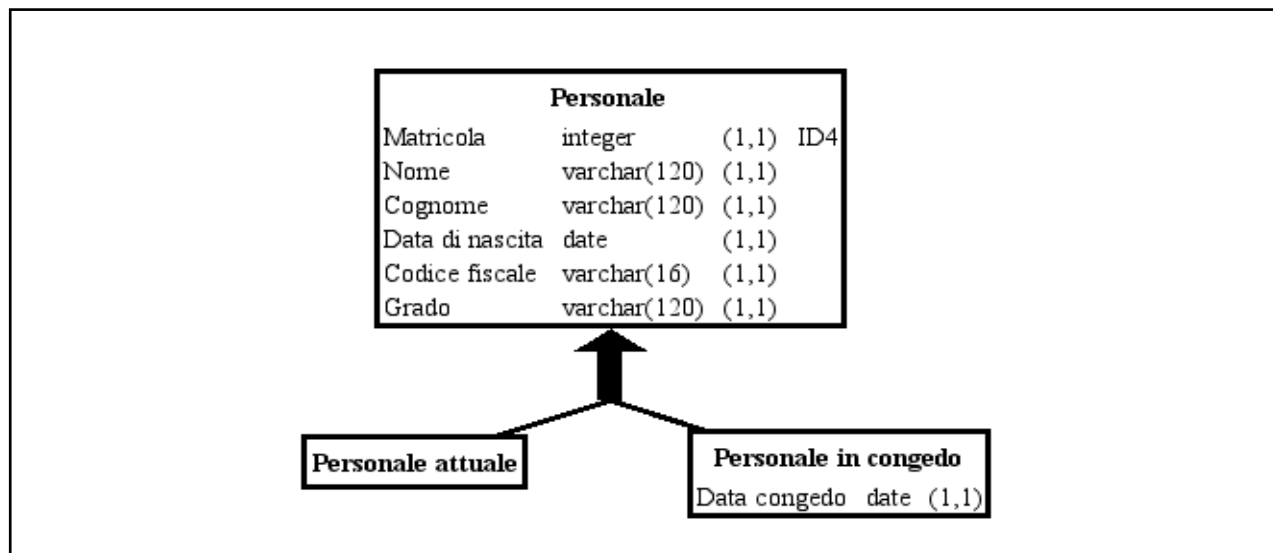 Personale
Matricola integer (1,1) ID4
Nome varchar(120) (1,1)
Cognome varchar(120) (1,1)
Data di nascita date (1,1)
Codice fiscale varchar(16) (1,1)
Grado varchar(120) (1,1)
Personale attuale
Personale in congedo
Data congedo date (1,1)